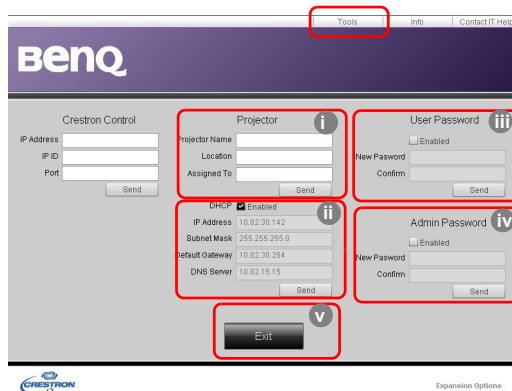 Tools Info Contact IT Help
BenQ
Crestron Control
IP Address
IP ID
Port
Send
Projector
i
Projector Name
Location
Assigned To
Send
ii
DHCP Enabled
IP Address 10.82.30.142
Subnet Mask 255.255.255.0
Default Gateway 10.82.30.254
DNS Server 10.82.15.15
Send
User Password
iii
Enabled
New Pasword
Confirm
Send
iv
Admin Password
Enabled
New Pasword
Confirm
Send
v
Exit
CRESTRON
Expansion Options